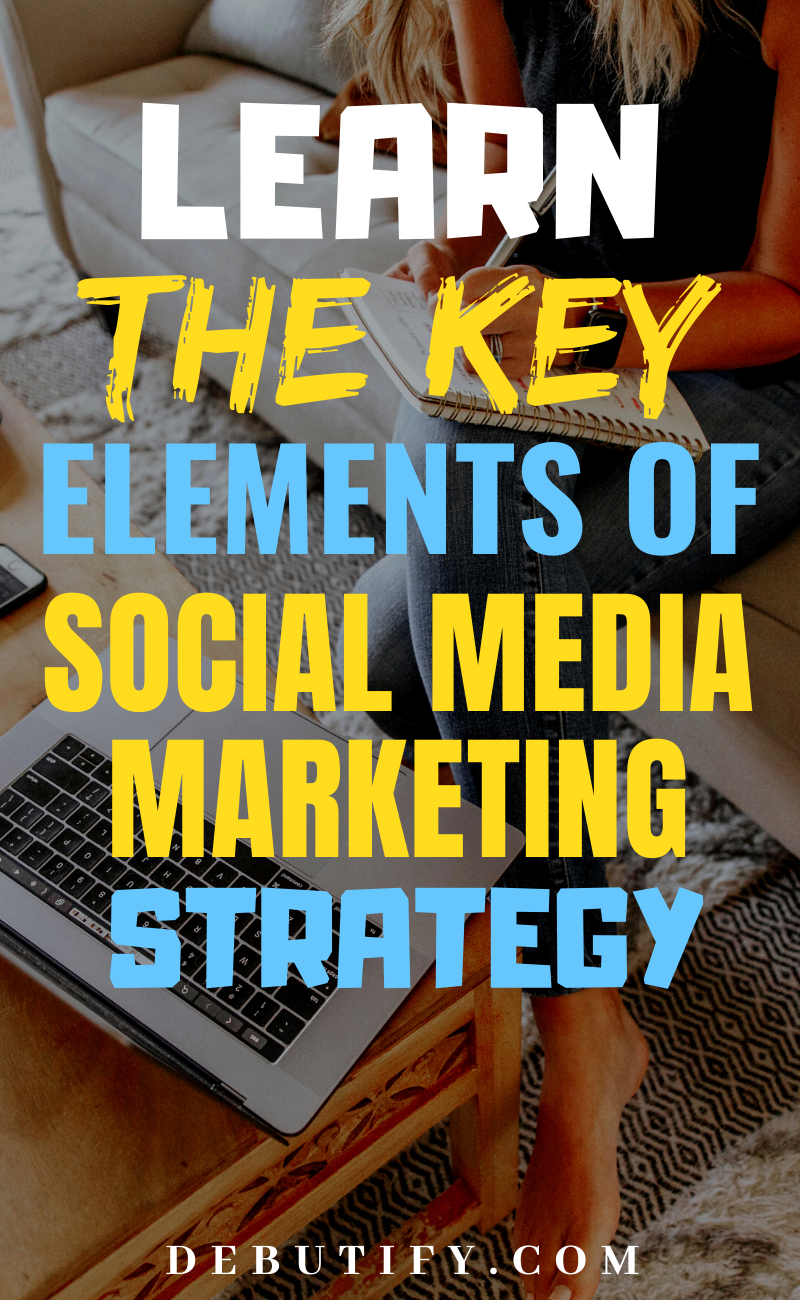 LEARN
THE KEY
ELEMENTS OF
SOCIAL MEDIA
MARKETING
STRATEGY
DEBUTIFY.COM